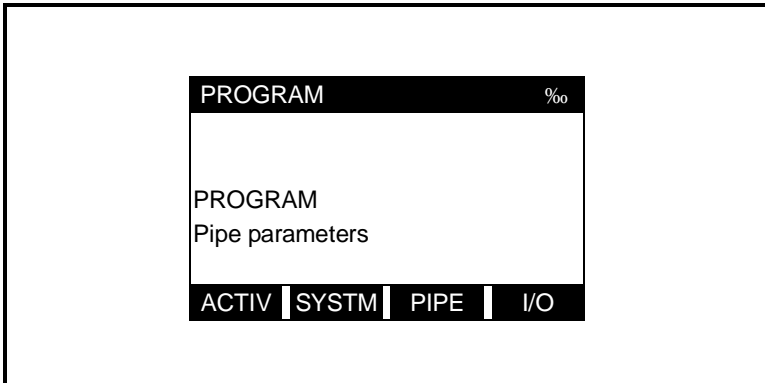 PROGRAM ‰
PROGRAM
Pipe parameters
ACTIV SYSTM PIPE I/O